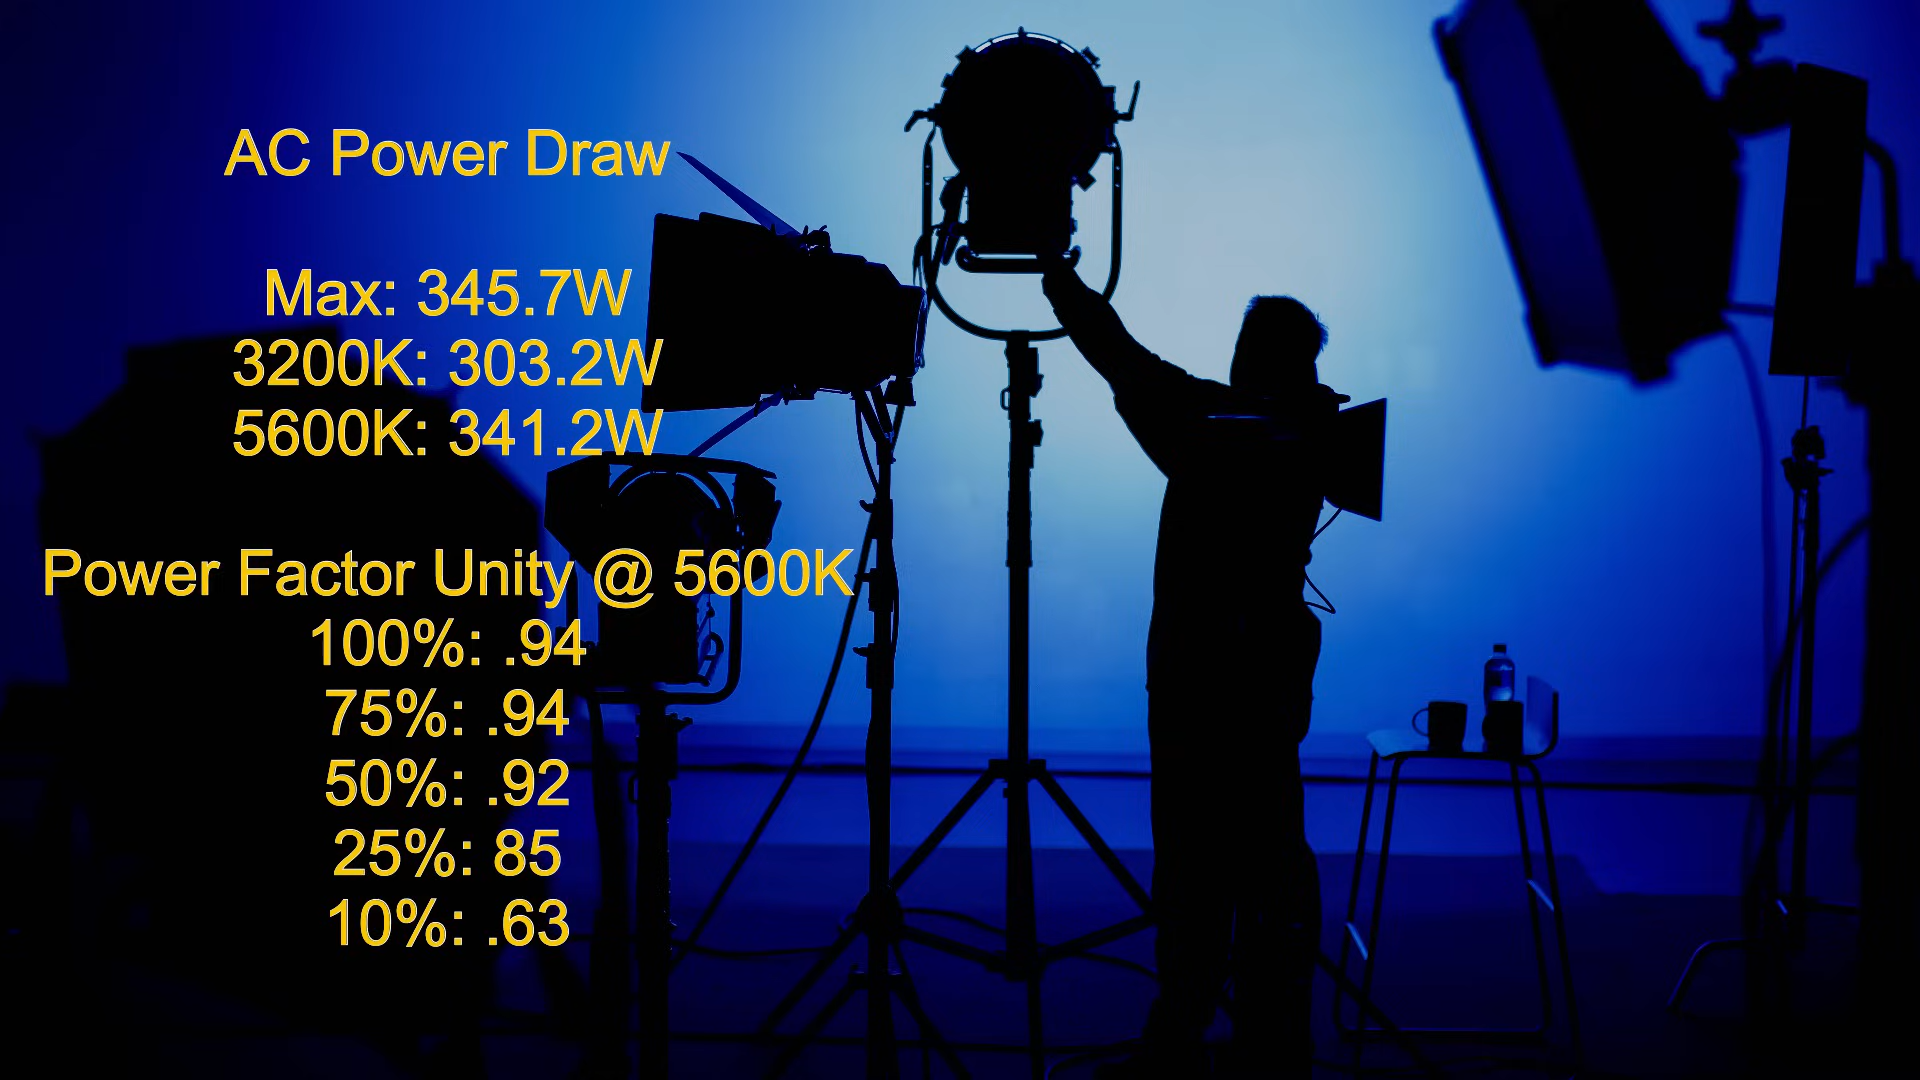 AC Power Draw
Max: 345.7W
3200K: 303.2W
5600K: 341.2W
Power Factor Unity @ 5600K
100%: .94
75%: .94
50%: .92
25%: 85
10%: .63